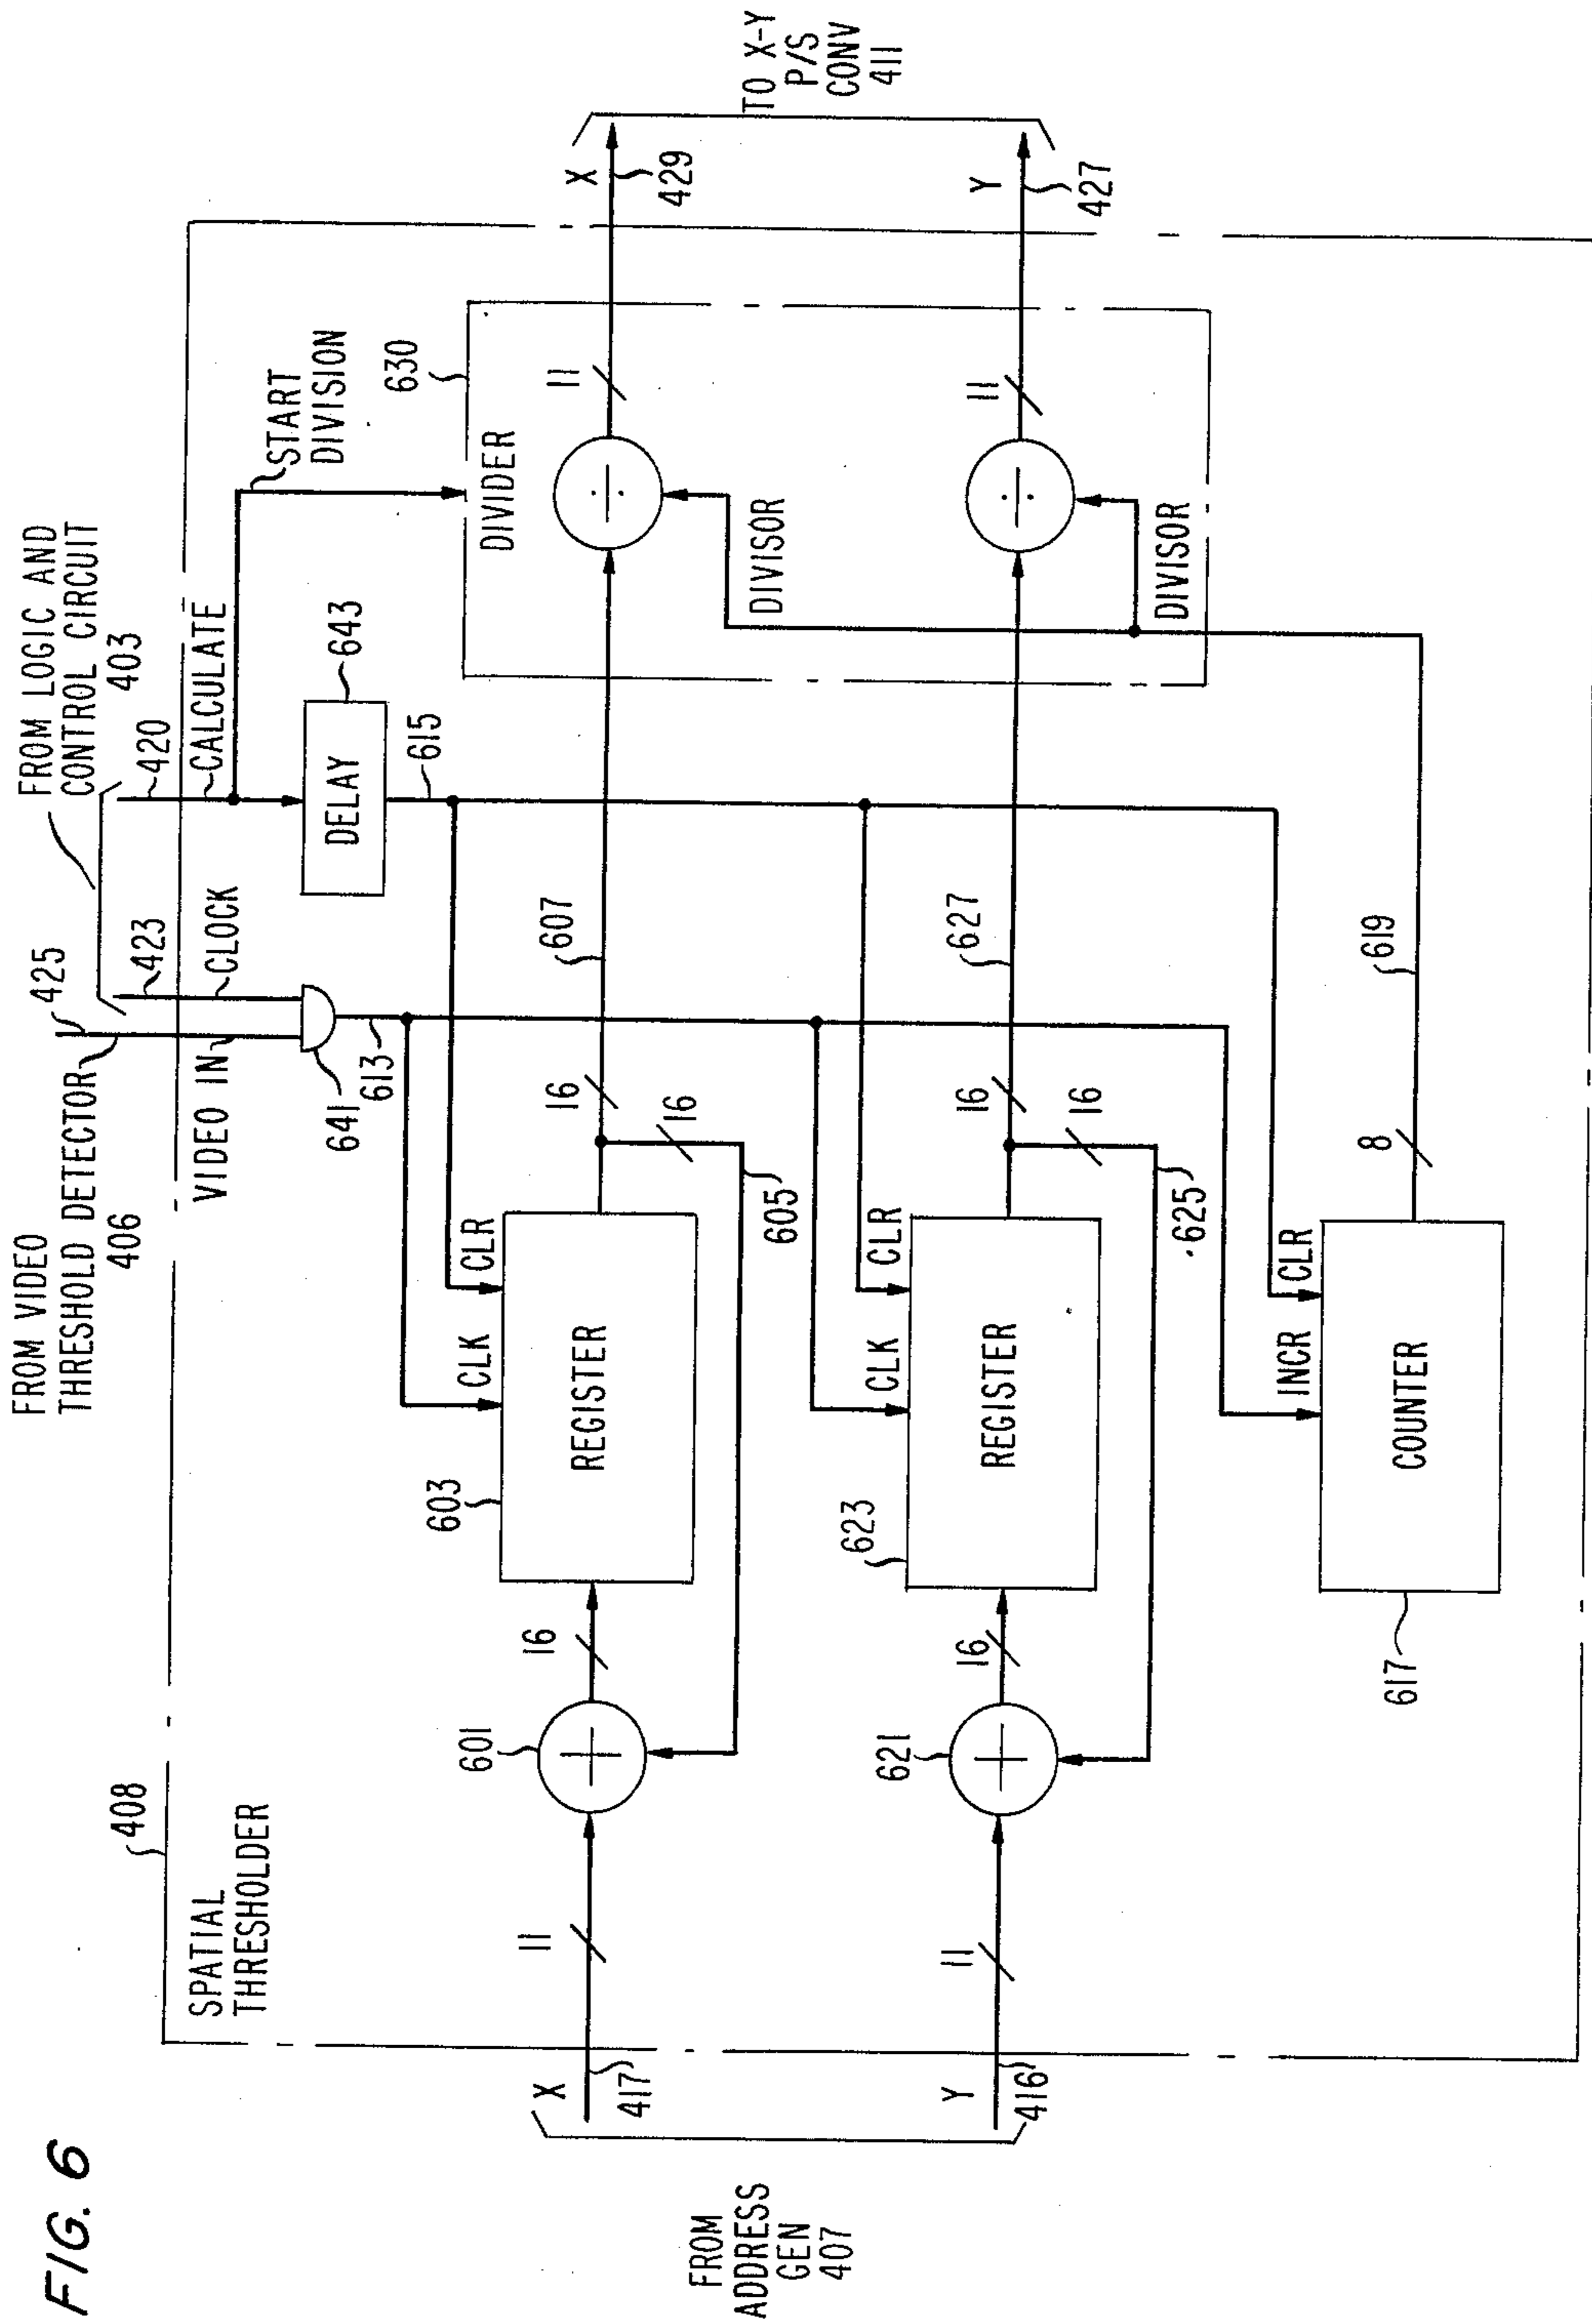 FIG. 6
FROM VIDEO
THRESHOLD DETECTOR
406
425
FROM LOGIC AND
CONTROL CIRCUIT
403
423
420
408
SPATIAL
THRESHOLDER
VIDEO IN
CLOCK
CALCULATE
START
DIVISION
641
613
DELAY
643
615
630
DIVIDER
FROM
ADDRESS
GEN
407
X
417
11
601
16
603
REGISTER
CLK
CLR
16
16
605
607
DIVISOR
11
X
429
Y
416
11
621
16
623
REGISTER
CLK
CLR
16
16
625
627
DIVISOR
11
Y
427
TO X-Y
P/S
CONV
411
617
COUNTER
INCR
CLR
8
619